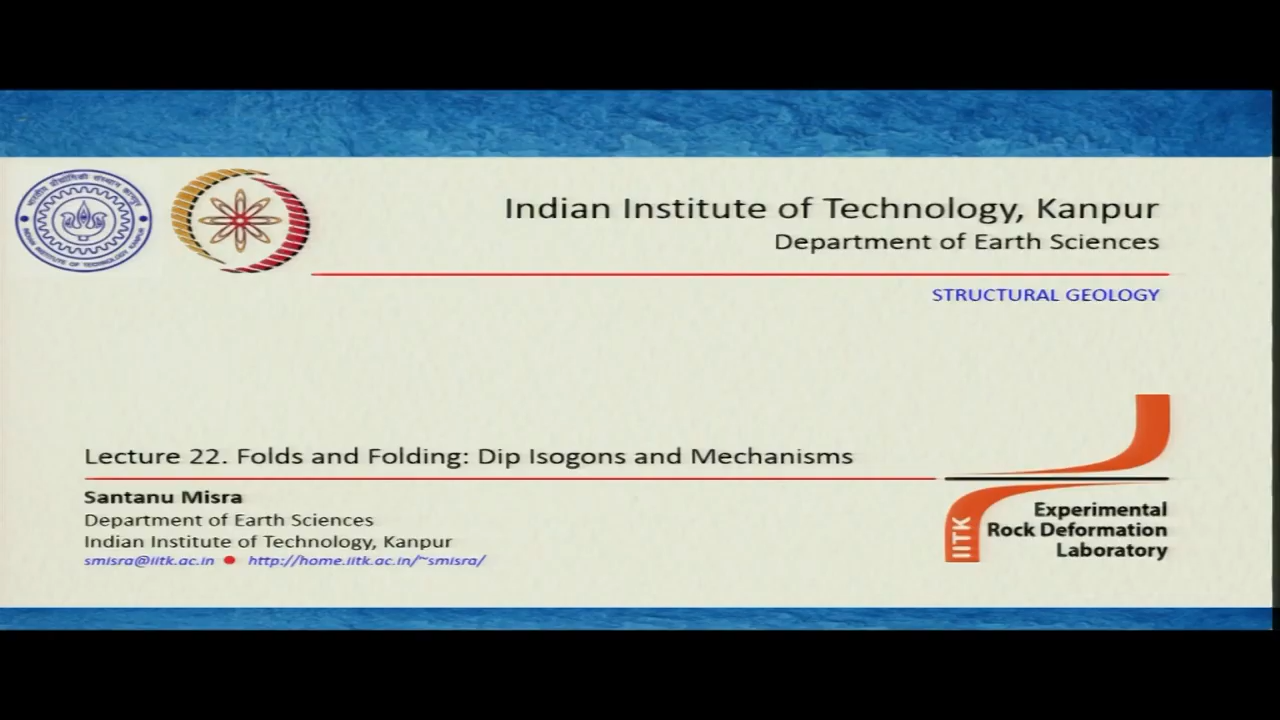 Indian Institute of Technology, Kanpur
Department of Earth Sciences
STRUCTURAL GEOLOGY
Lecture 22. Folds and Folding: Dip Isogons and Mechanisms
Santanu Misra
Department of Earth Sciences
Indian Institute of Technology, Kanpur
smisra@iitk.ac.in ● http://home.iitk.ac.in/~smisra/
IITK
Experimental
Rock Deformation
Laboratory